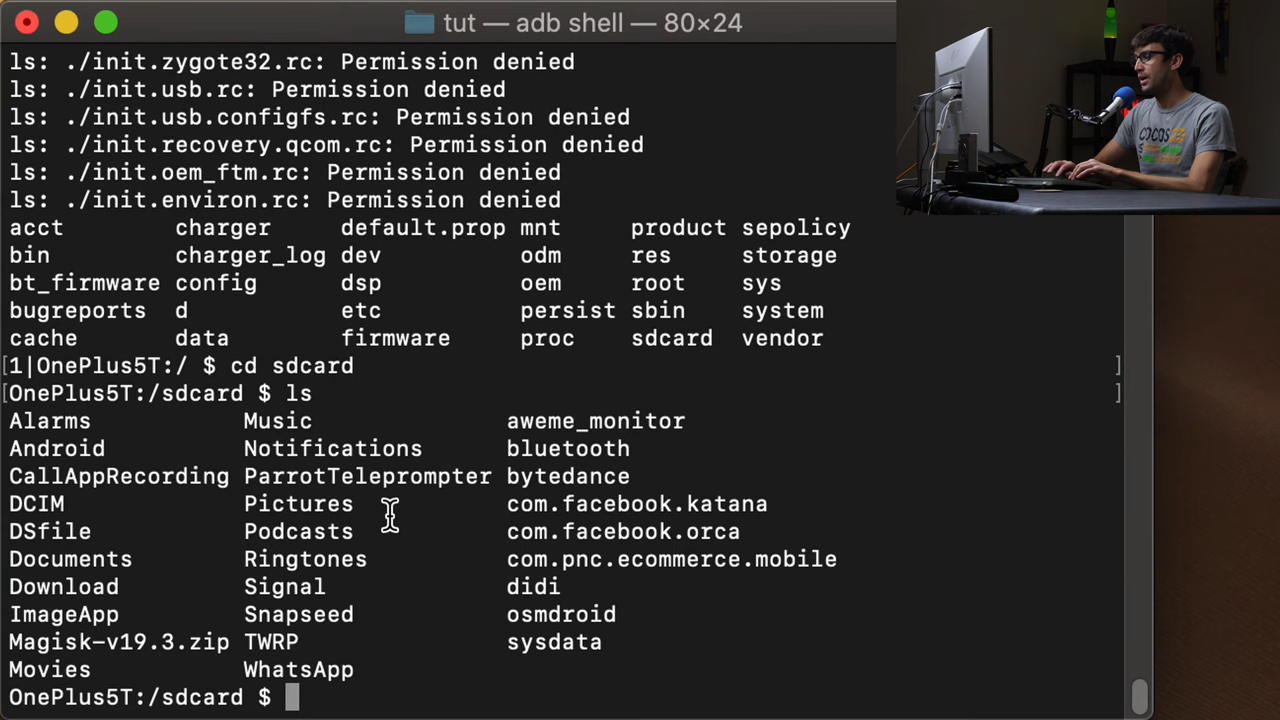 tut — adb shell — 80×24
ls: ./init.zygote32.rc: Permission denied
ls: ./init.usb.rc: Permission denied
ls: ./init.usb.configfs.rc: Permission denied
ls: ./init.recovery.qcom.rc: Permission denied
ls: ./init.oem_ftm.rc: Permission denied
ls: ./init.environ.rc: Permission denied
acct charger default.prop mnt product sepolicy
bin charger_log dev odm res storage
bt_firmware config dsp oem root sys
bugreports d etc persist sbin system
cache data firmware proc sdcard vendor
[1|OnePlus5T:/ $ cd sdcard ]
[OnePlus5T:/sdcard $ ls ]
Alarms Music aweme_monitor
Android Notifications bluetooth
CallAppRecording ParrotTeleprompter bytedance
DCIM Pictures com.facebook.katana
DSfile Podcasts com.facebook.orca
Documents Ringtones com.pnc.ecommerce.mobile
Download Signal didi
ImageApp Snapseed osmdroid
Magisk-v19.3.zip TWRP sysdata
Movies WhatsApp
OnePlus5T:/sdcard $